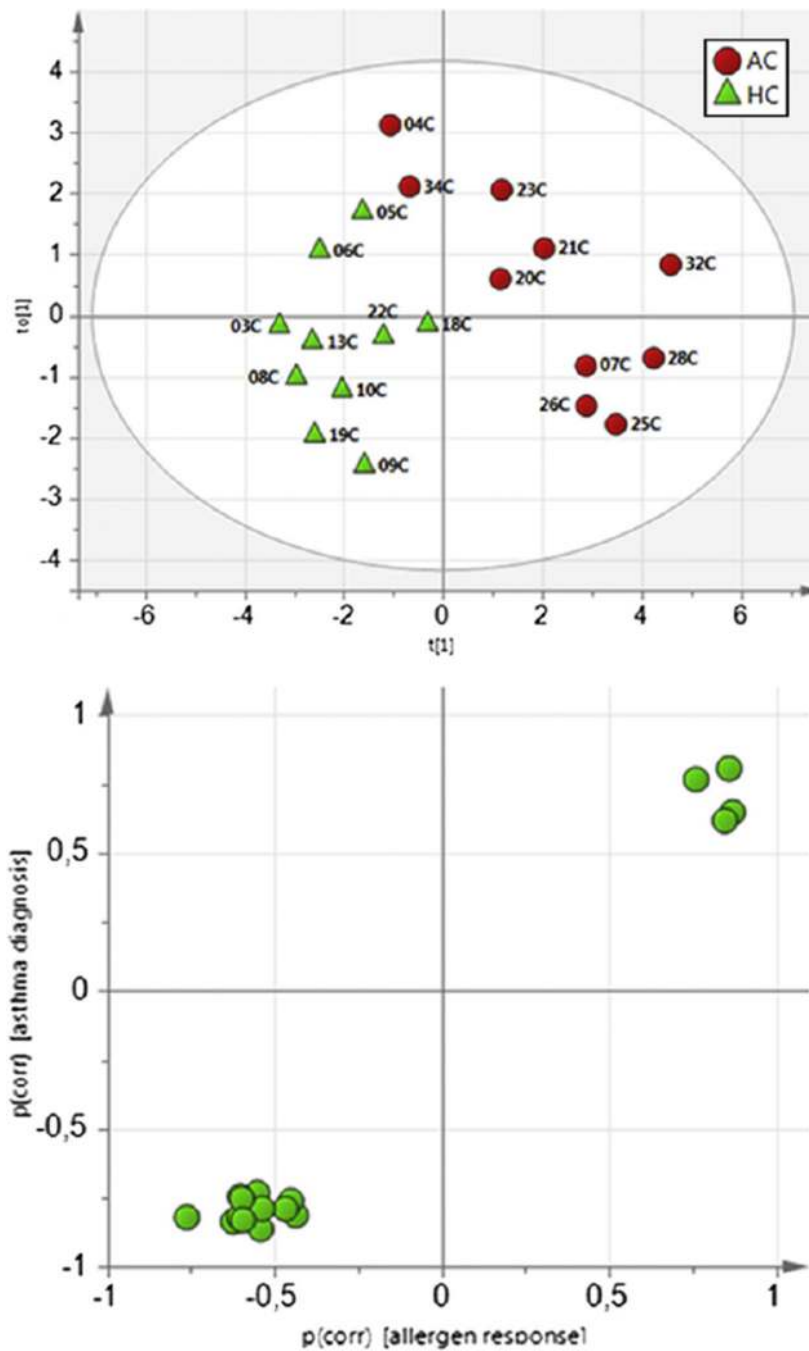 AC
HC
4
3
2
1
0
-1
-2
-3
-4
to[1]
04C
34C
23C
05C
06C
21C
32C
20C
22C
03C
18C
13C
07C
28C
08C
10C
26C
25C
19C
09C
-6 -4 -2 0 2 4 6
t[1]
1
0,5
0
-0,5
-1
p(corr) [asthma diagnosis]
-1 -0,5 0 0,5 1
p(corr) [allergen response]